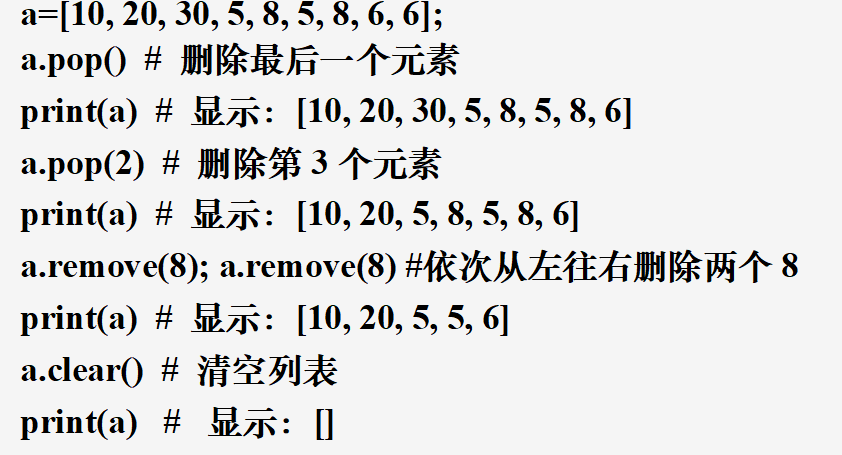 a=[10, 20, 30, 5, 8, 5, 8, 6, 6];
a.pop() # 删除最后一个元素
print(a) # 显示：[10, 20, 30, 5, 8, 5, 8, 6]
a.pop(2) # 删除第 3 个元素
print(a) # 显示：[10, 20, 5, 8, 5, 8, 6]
a.remove(8); a.remove(8) #依次从左往右删除两个 8
print(a) # 显示：[10, 20, 5, 5, 6]
a.clear() # 清空列表
print(a) # 显示：[]